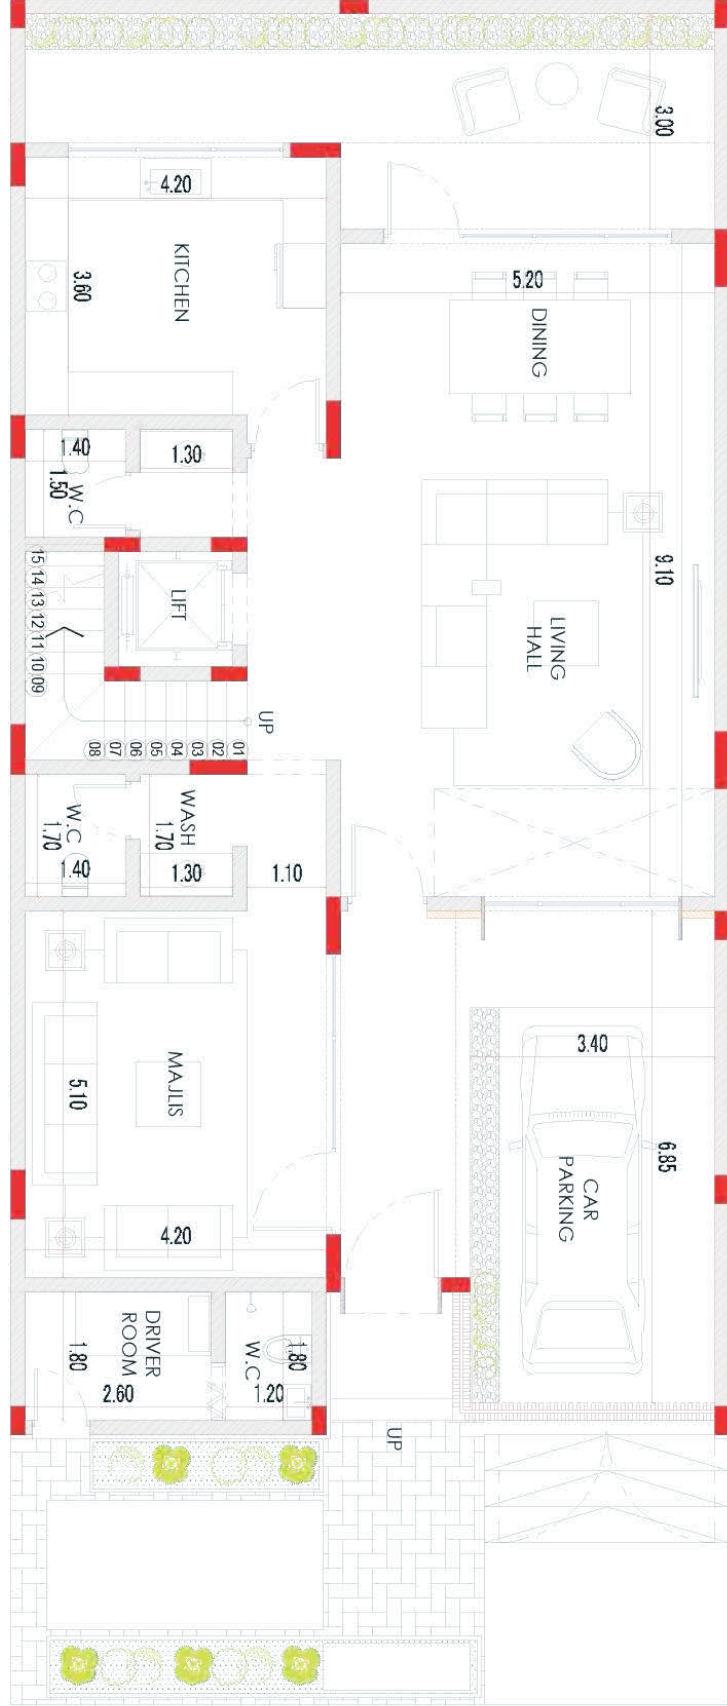 3.00
4.20
KITCHEN
3.60
5.20
DINING
1.40
1.50
W.C
1.30
9.10
LIFT
LIVING
HALL
15 14 13 12 11 10 09
UP
08 07 06 05 04 03 02 01
W.C
1.70
1.40
WASH
1.70
1.30
1.10
3.40
MAJLIS
5.10
6.85
CAR
PARKING
4.20
DRIVER
ROOM
1.80
2.60
W.C
1.80
1.20
UP